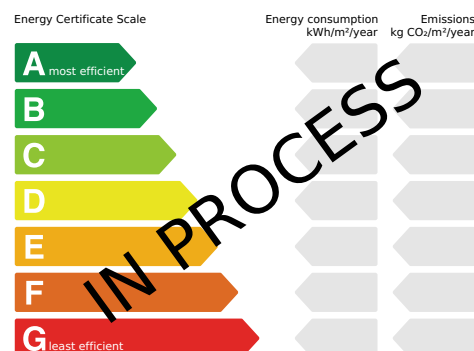 Energy Certificate Scale
Energy consumption
kWh/m²/year
Emissions
kg CO₂/m²/year
A most efficient
B
C
D
E
F
G least efficient
IN PROCESS